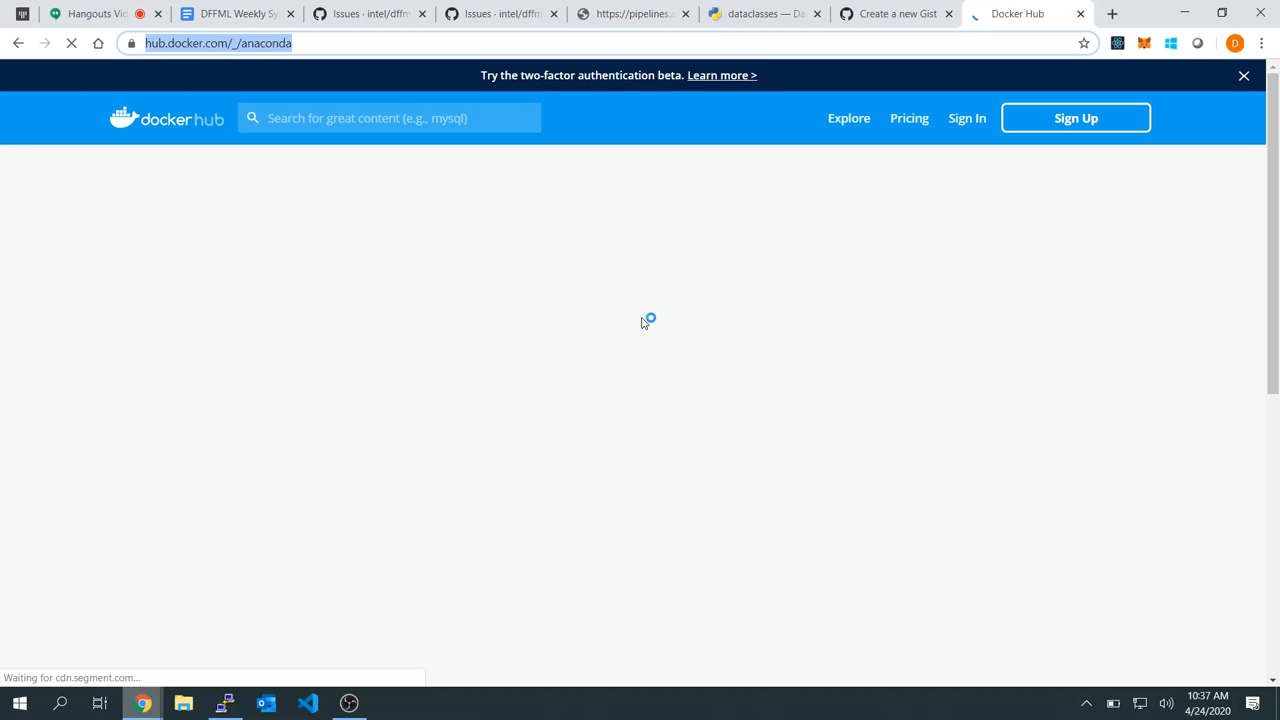 Hangouts Vid
DFFML Weekly Sy
Issues · intel/dffm
Issues · intel/dffm
https://pipelines.a
dataclasses — Da
Create a new Gist
Docker Hub
hub.docker.com/_/anaconda
D
Try the two-factor authentication beta. Learn more >
docker hub
Search for great content (e.g., mysql)
Explore
Pricing
Sign In
Sign Up
Waiting for cdn.segment.com...
10:37 AM
4/24/2020